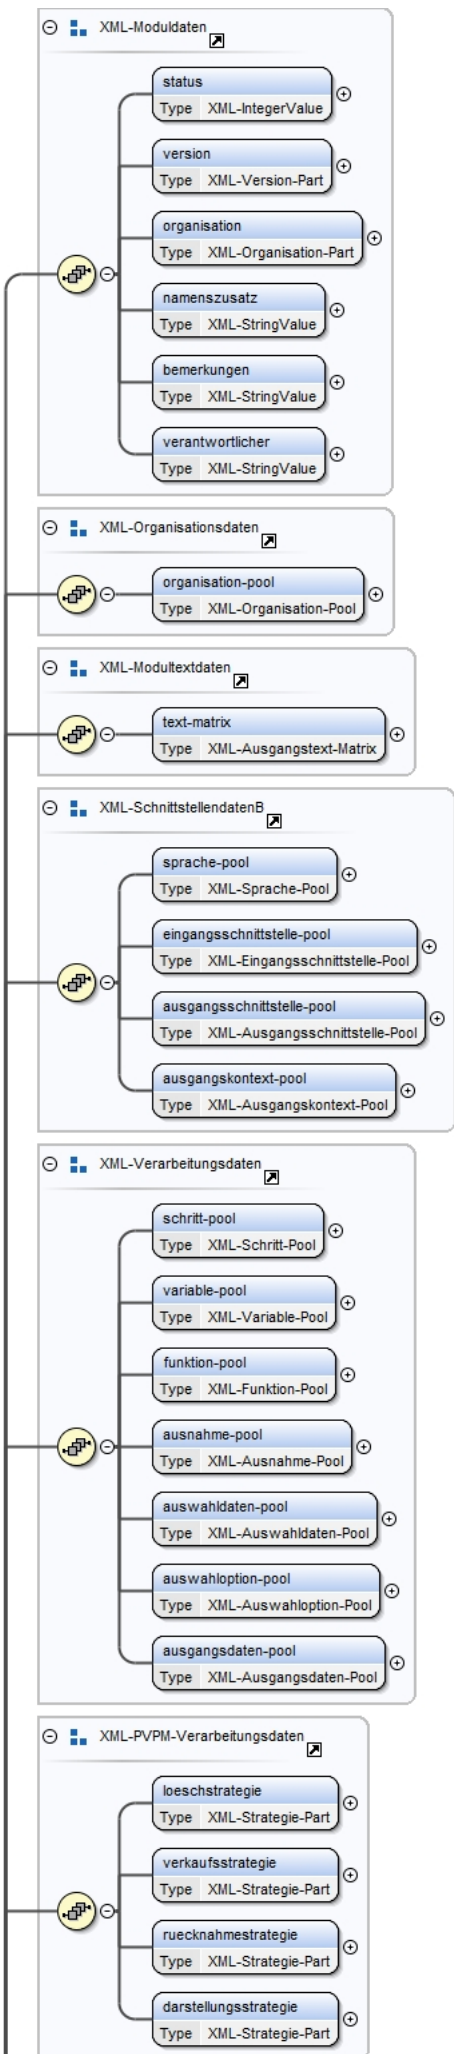 XML-Moduldaten
status
Type XML-IntegerValue
version
Type XML-Version-Part
organisation
Type XML-Organisation-Part
namenszusatz
Type XML-StringValue
bemerkungen
Type XML-StringValue
verantwortlicher
Type XML-StringValue
XML-Organisationsdaten
organisation-pool
Type XML-Organisation-Pool
XML-Modultextdaten
text-matrix
Type XML-Ausgangstext-Matrix
XML-SchnittstellendatenB
sprache-pool
Type XML-Sprache-Pool
eingangsschnittstelle-pool
Type XML-Eingangsschnittstelle-Pool
ausgangsschnittstelle-pool
Type XML-Ausgangsschnittstelle-Pool
ausgangskontext-pool
Type XML-Ausgangskontext-Pool
XML-Verarbeitungsdaten
schritt-pool
Type XML-Schritt-Pool
variable-pool
Type XML-Variable-Pool
funktion-pool
Type XML-Funktion-Pool
ausnahme-pool
Type XML-Ausnahme-Pool
auswahldaten-pool
Type XML-Auswahldaten-Pool
auswahloption-pool
Type XML-Auswahloption-Pool
ausgangsdaten-pool
Type XML-Ausgangsdaten-Pool
XML-PVPM-Verarbeitungsdaten
loeschstrategie
Type XML-Strategie-Part
verkaufsstrategie
Type XML-Strategie-Part
ruecknahmestrategie
Type XML-Strategie-Part
darstellungsstrategie
Type XML-Strategie-Part